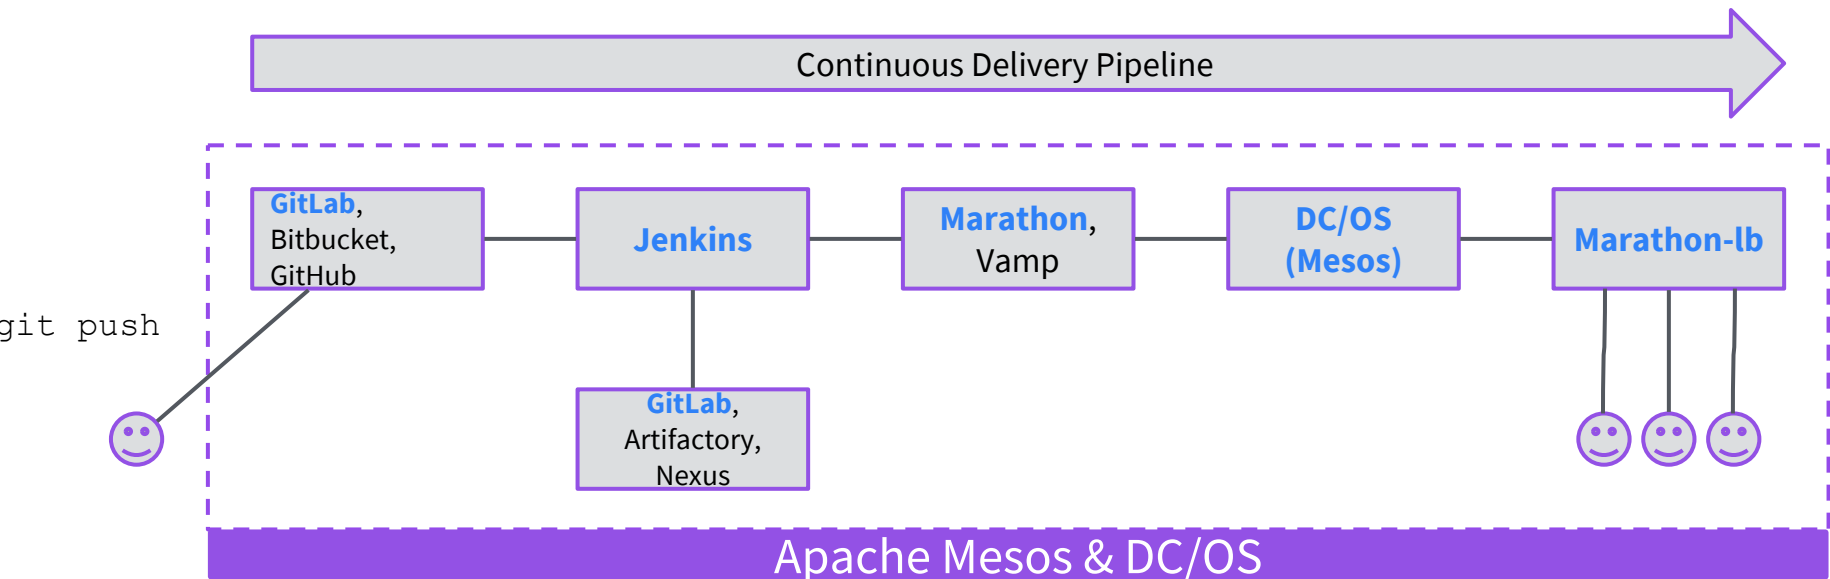 Continuous Delivery Pipeline
GitLab,
Bitbucket,
GitHub
Jenkins
Marathon,
Vamp
DC/OS
(Mesos)
Marathon-lb
git push
GitLab,
Artifactory,
Nexus
Apache Mesos & DC/OS